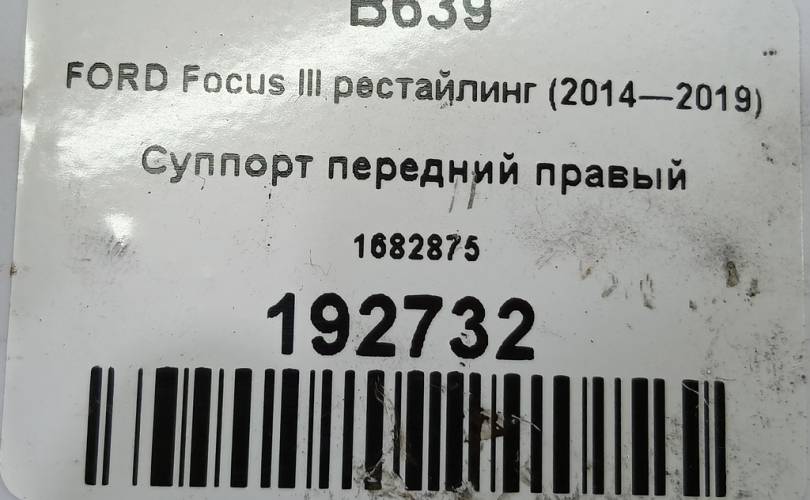 B639
FORD Focus III рестайлинг (2014—2019)
Суппорт передний правый
1682875
192732